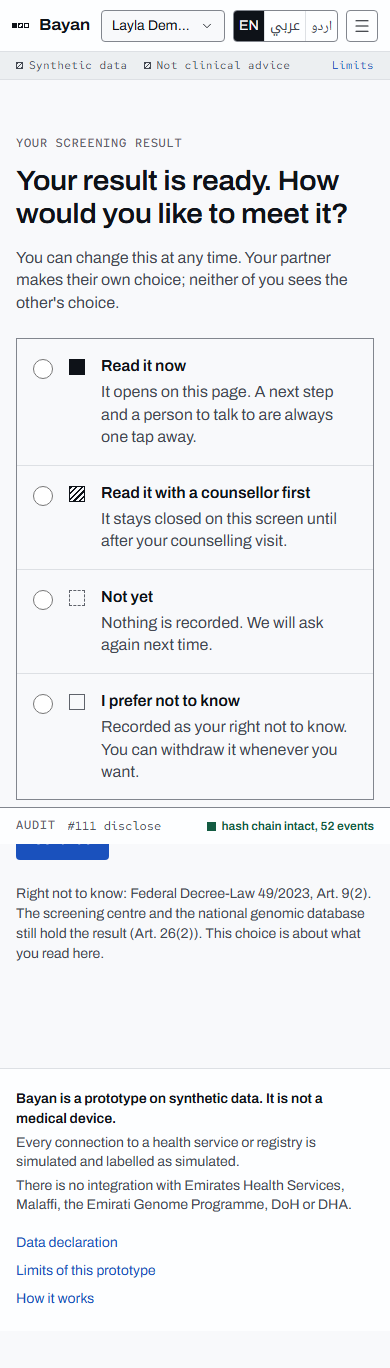 Bayan
Layla Dem...
EN
عربي
اردو
Synthetic data
Not clinical advice
Limits
YOUR SCREENING RESULT
Your result is ready. How
would you like to meet it?
You can change this at any time. Your partner
makes their own choice; neither of you sees the
other's choice.
Read it now
It opens on this page. A next step
and a person to talk to are always
one tap away.
Read it with a counsellor first
It stays closed on this screen until
after your counselling visit.
Not yet
Nothing is recorded. We will ask
again next time.
I prefer not to know
Recorded as your right not to know.
You can withdraw it whenever you
want.
AUDIT #111 disclose
hash chain intact, 52 events
Right not to know: Federal Decree-Law 49/2023, Art. 9(2).
The screening centre and the national genomic database
still hold the result (Art. 26(2)). This choice is about what
you read here.
Bayan is a prototype on synthetic data. It is not a
medical device.
Every connection to a health service or registry is
simulated and labelled as simulated.
There is no integration with Emirates Health Services,
Malaffi, the Emirati Genome Programme, DoH or DHA.
Data declaration
Limits of this prototype
How it works